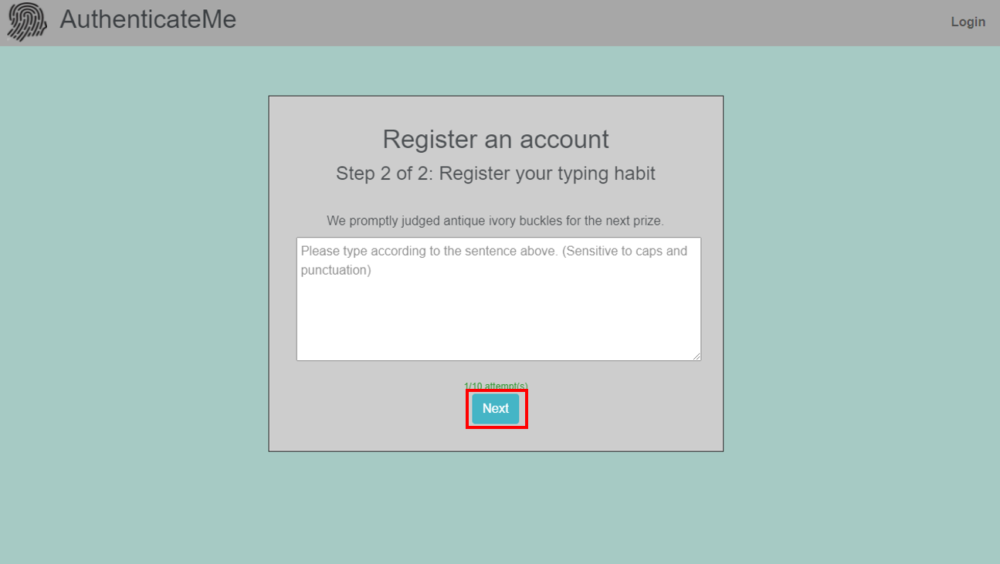 AuthenticateMe
Login
Register an account
Step 2 of 2: Register your typing habit
We promptly judged antique ivory buckles for the next prize.
Please type according to the sentence above. (Sensitive to caps and
punctuation)
1/10 attempt(s)
Next